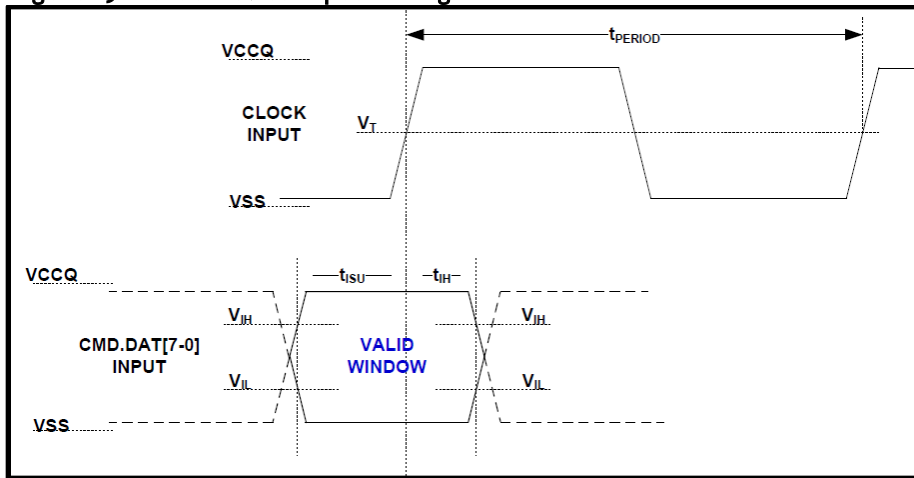 tPERIOD
VCCQ
CLOCK
INPUT
VT
VSS
VCCQ
tISU
tIH
VIH
VIH
CMD.DAT[7-0]
INPUT
VALID
WINDOW
VIL
VIL
VSS